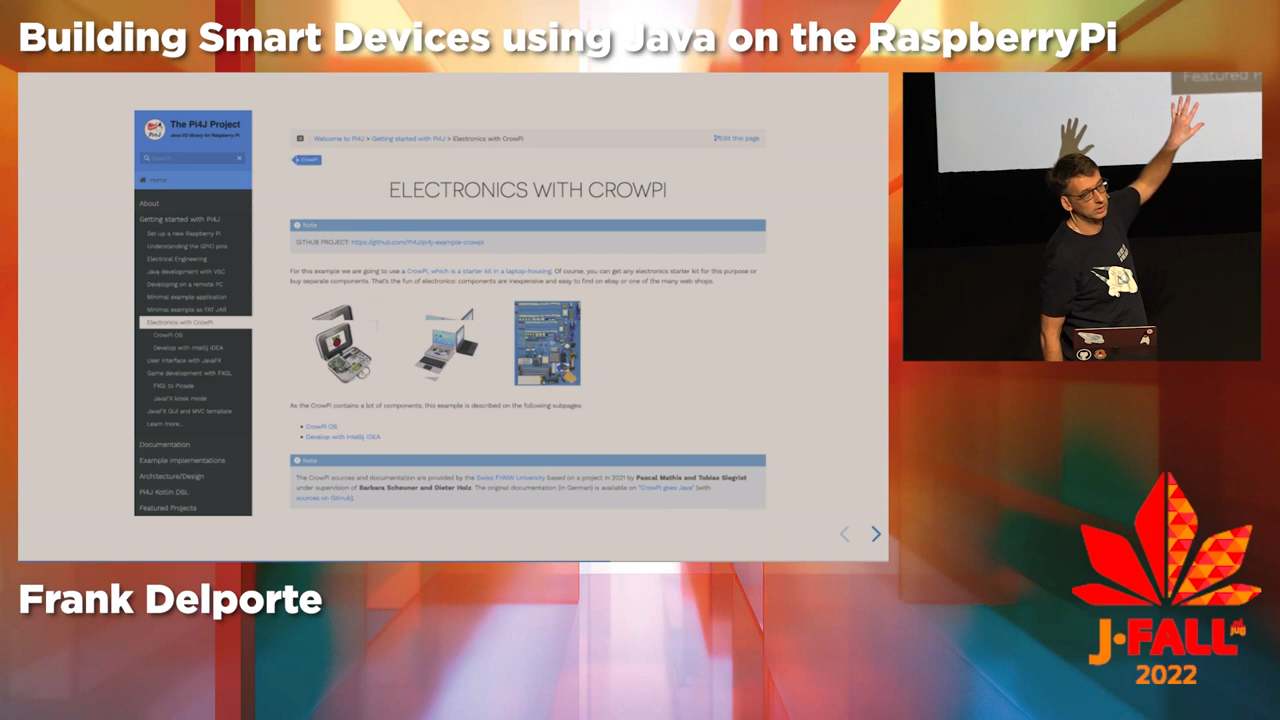 Building Smart Devices using Java on the RaspberryPi
Featured P
The Pi4J Project
Java I/O library for Raspberry Pi
Pi4J
Search...
Home
About
Getting started with Pi4J
Set up a new Raspberry Pi
Understanding the GPIO pins
Electrical Engineering
Java development with VSC
Developing on a remote PC
Minimal example application
Minimal example as FAT JAR
Electronics with CrowPi
CrowPi OS
Develop with IntelliJ IDEA
User interface with JavaFX
Game development with FXGL
FXGL to Picade
JavaFX kiosk mode
JavaFX GUI and MVC template
Learn more...
Documentation
Example implementations
Architecture/Design
Pi4J Kotlin DSL
Featured Projects
Welcome to Pi4J > Getting started with Pi4J > Electronics with CrowPi
Edit this page
CrowPi
ELECTRONICS WITH CROWPI
Note
GITHUB PROJECT: https://github.com/Pi4J/pi4j-example-crowpi
For this example we are going to use a CrowPi, which is a starter kit in a laptop-housing. Of course, you can get any electronics starter kit for this purpose or
buy separate components. That's the fun of electronic: components are inexpensive and easy to find on ebay or one of the many web shops.
As the CrowPi contains a lot of components, this example is described on the following subpages:
• CrowPi OS
• Develop with IntelliJ IDEA
Note
The CrowPi sources and documentation are provided by the Swiss FHNW University based on a project in 2021 by Pascal Mathis and Tobias Siegrist
under supervision of Barbara Scheuner and Dieter Holz. The original documentation (in German) is available on "CrowPi goes Java" (with
sources on GitHub).
Frank Delporte
J-FALL
nljug
2022